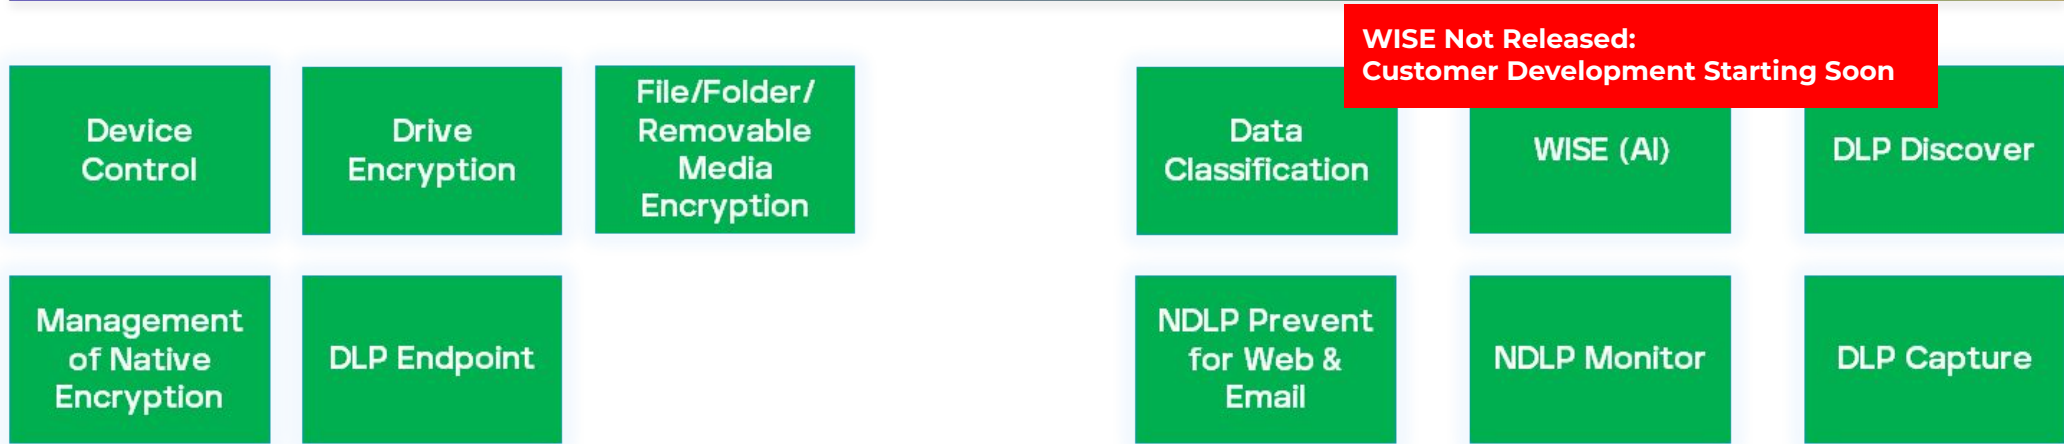 WISE Not Released:
Customer Development Starting Soon
Device
Control
Drive
Encryption
File/Folder/
Removable
Media
Encryption
Data
Classification
WISE (AI)
DLP Discover
Management
of Native
Encryption
DLP Endpoint
NDLP Prevent
for Web &
Email
NDLP Monitor
DLP Capture